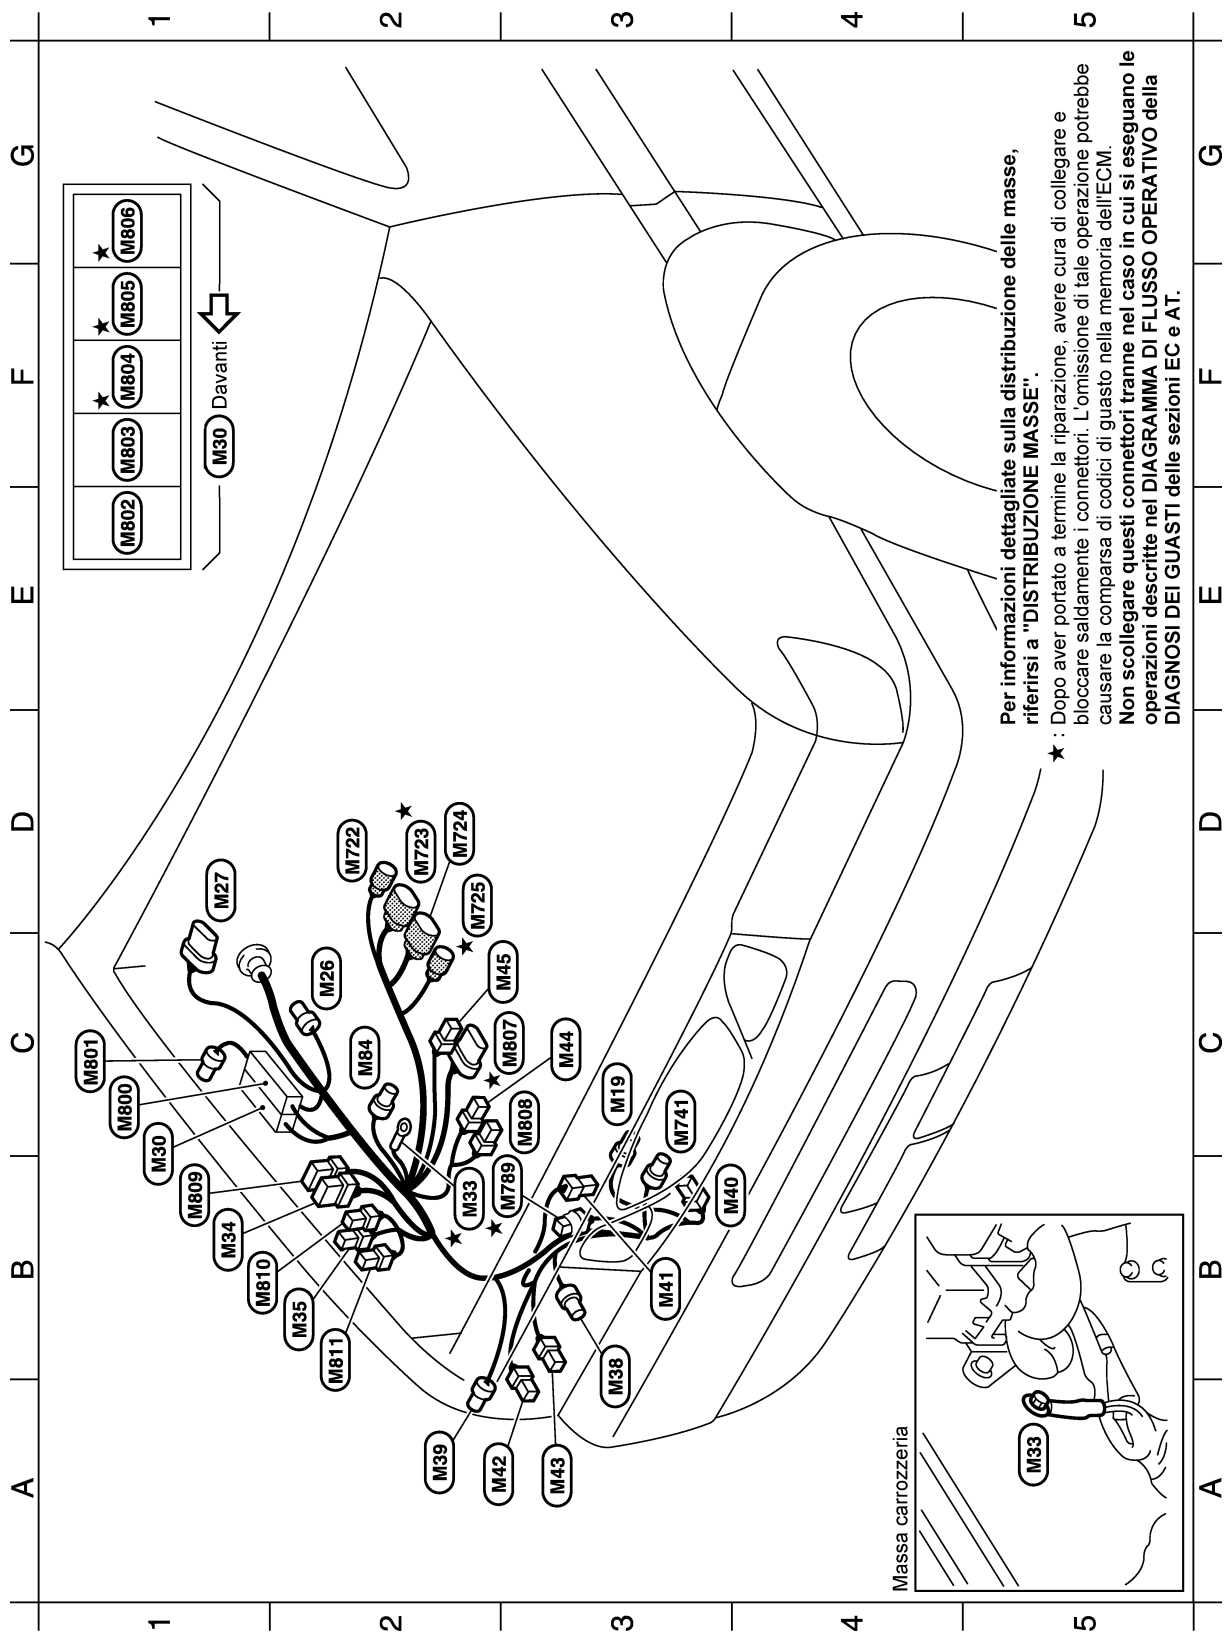 A
B
C
D
E
F
G
1
2
3
4
5
M802
M803
M804 ★
M805 ★
M806 ★
M30 Davanti
M801
M800
M30
M809
M34
M810
M35
M811
M27
M26
M84
M722
M723 ★
M724
M725 ★
M45
M807 ★
M44
M808
M33
★
M789
★
M19
M741
M40
M41
M38
M39
M42
M43
Massa carrozzeria
M33
Per informazioni dettagliate sulla distribuzione delle masse,
riferirsi a "DISTRIBUZIONE MASSE".
★ : Dopo aver portato a termine la riparazione, avere cura di collegare e
bloccare saldamente i connettori. L'omissione di tale operazione potrebbe
causare la comparsa di codici di guasto nella memoria dell'ECM.
Non scollegare questi connettori tranne nel caso in cui si eseguano le
operazioni descritte nel DIAGRAMMA DI FLUSSO OPERATIVO della
DIAGNOSI DEI GUASTI delle sezioni EC e AT.
1
2
3
4
5
A
B
C
D
E
F
G